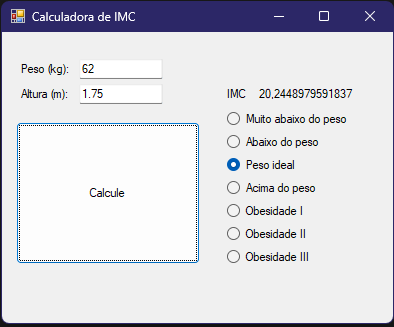 Calculadora de IMC
Peso (kg): 62
Altura (m): 1.75
Calcule
IMC 20,2448979591837
Muito abaixo do peso
Abaixo do peso
Peso ideal
Acima do peso
Obesidade I
Obesidade II
Obesidade III